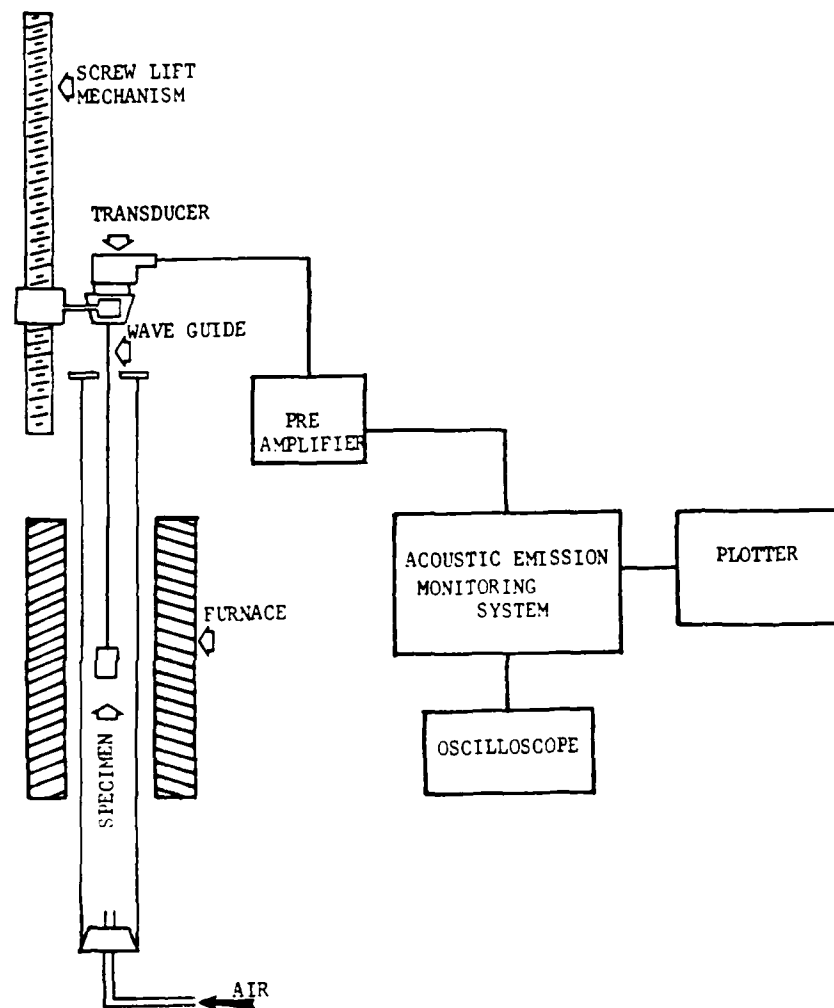 SCREW LIFT
MECHANISM
TRANSDUCER
WAVE GUIDE
PRE
AMPLIFIER
ACOUSTIC EMISSION
MONITORING
SYSTEM
PLOTTER
FURNACE
SPECIMEN
OSCILLOSCOPE
AIR